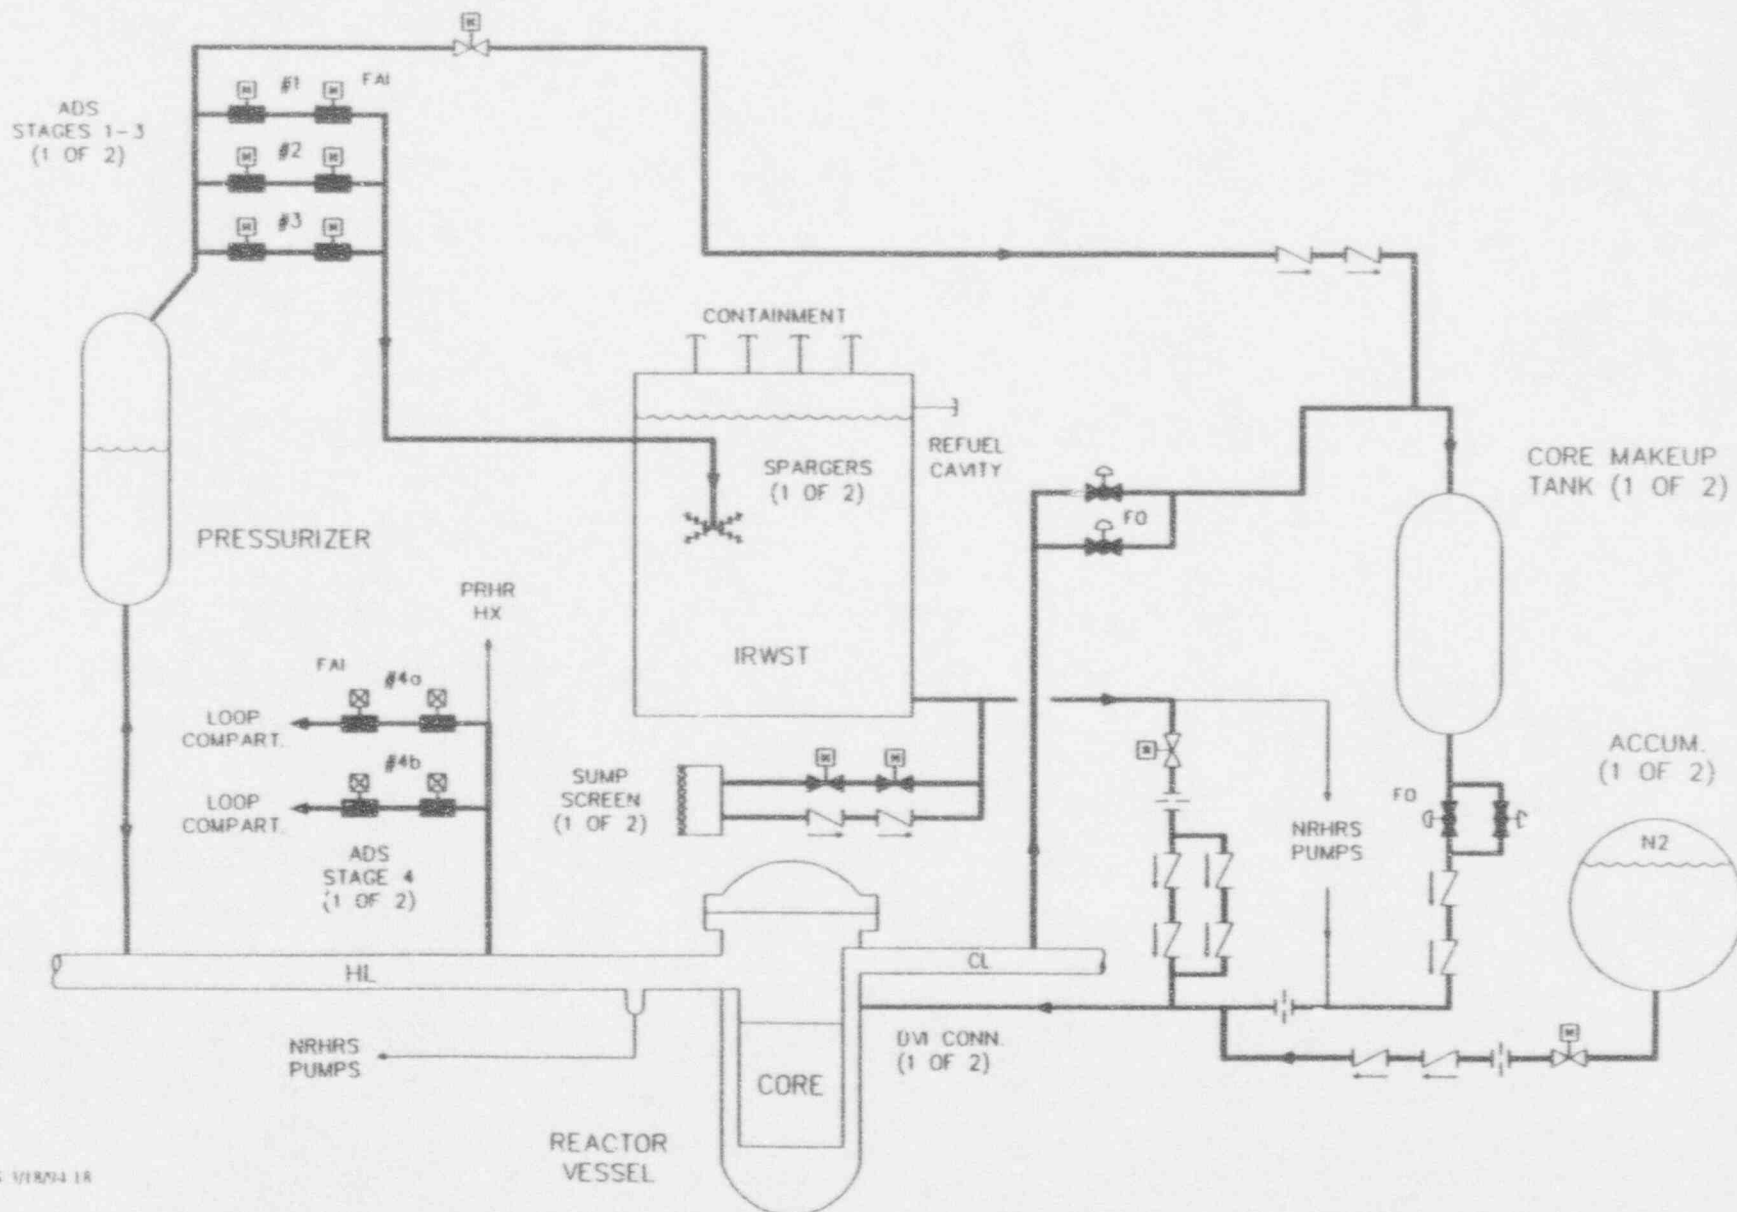 #1
FAI
ADS
STAGES 1-3
(1 OF 2)
#2
#3
CONTAINMENT
REFUEL
CAVITY
SPARGERS
(1 OF 2)
CORE MAKEUP
TANK (1 OF 2)
FO
PRESSURIZER
PRHR
HX
IRWST
FAI
#4a
LOOP
COMPART.
#4b
LOOP
COMPART.
ADS
STAGE 4
(1 OF 2)
SUMP
SCREEN
(1 OF 2)
NRHRS
PUMPS
FO
ACCUM.
(1 OF 2)
N2
HL
CL
DVI CONN.
(1 OF 2)
NRHRS
PUMPS
CORE
REACTOR
VESSEL